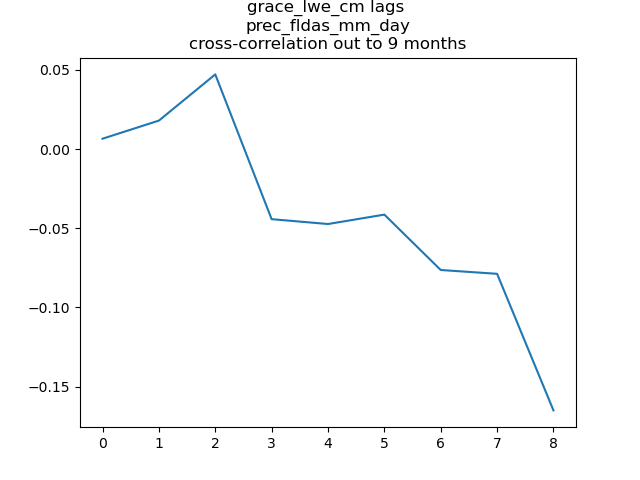 grace_lwe_cm lags
prec_fldas_mm_day
cross-correlation out to 9 months
0.05
0.00
−0.05
−0.10
−0.15
0 1 2 3 4 5 6 7 8